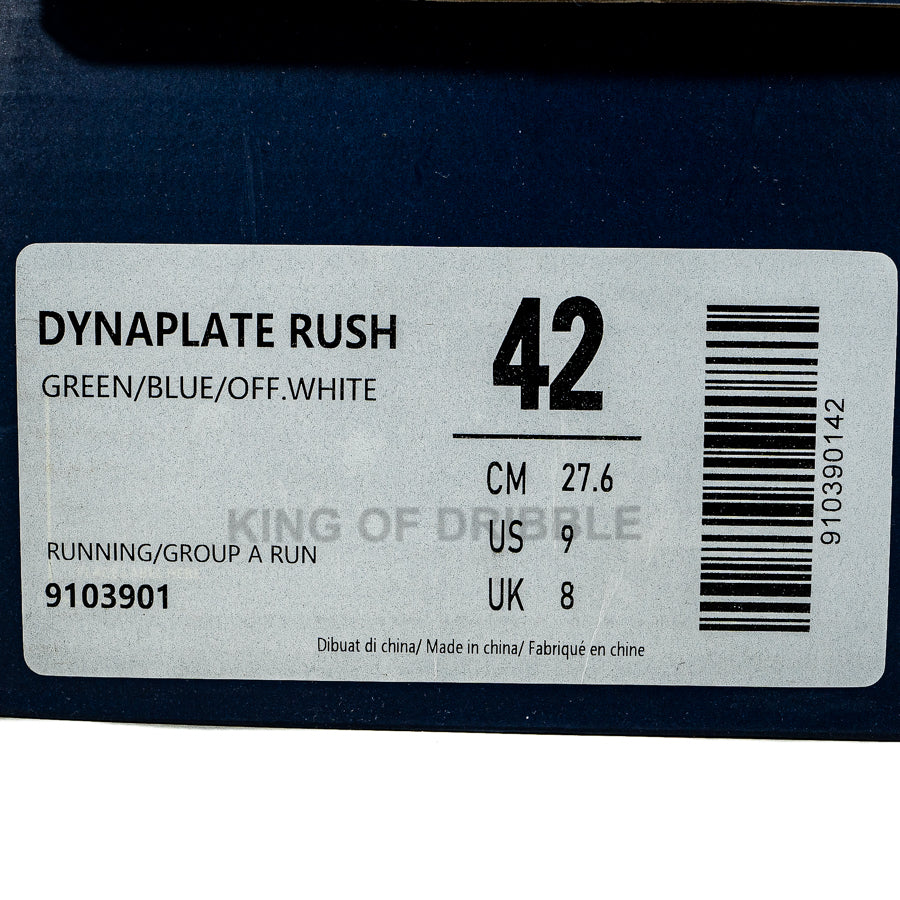 DYNAPLATE RUSH
GREEN/BLUE/OFF.WHITE
RUNNING/GROUP A RUN
9103901
42
CM 27.6
US 9
UK 8
Dibuat di china/ Made in china/ Fabriqué en chine
910390142
KING OF DRIBBLE